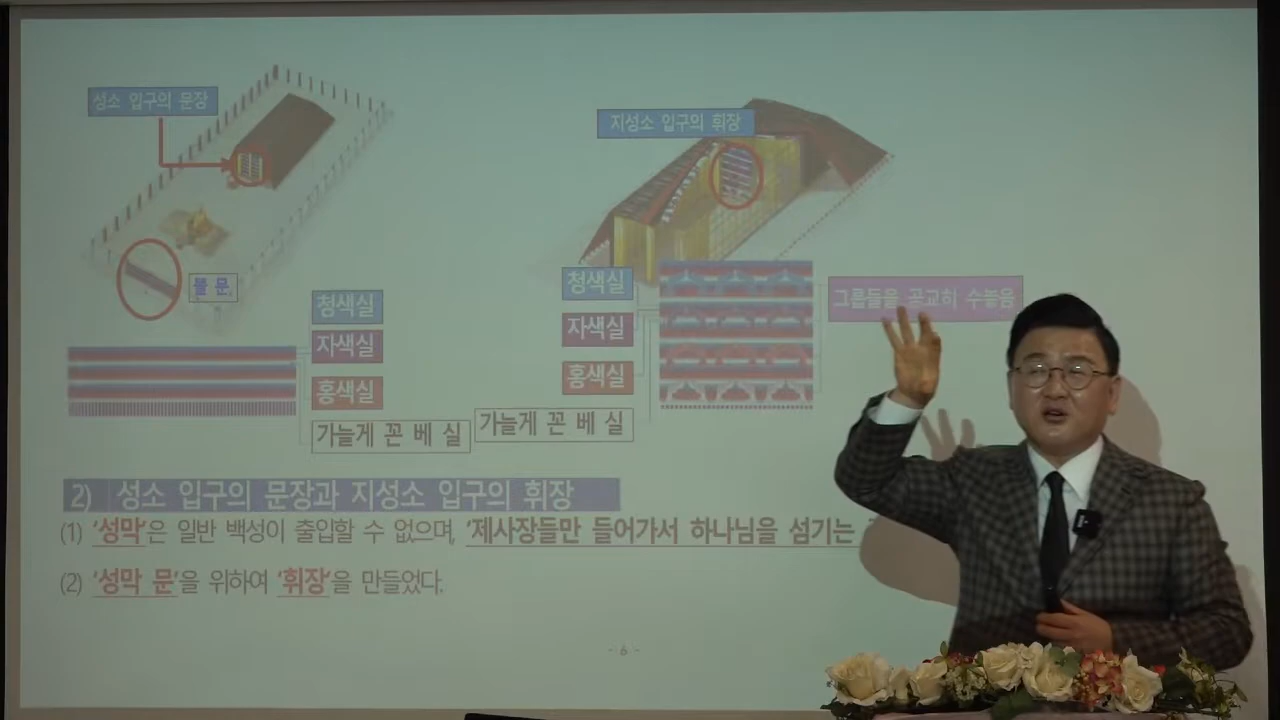 성소 입구의 문장
지성소 입구의 휘장
뜰 문
청색실
자색실
홍색실
가늘게 꼰 베 실
청색실
자색실
홍색실
가늘게 꼰 베 실
그룹들을 공교히 수놓음
2) 성소 입구의 문장과 지성소 입구의 휘장
(1) '성막'은 일반 백성이 출입할 수 없으며, '제사장들만 들어가서 하나님을 섬기는
(2) '성막 문'을 위하여 '휘장'을 만들었다.
- 6 -